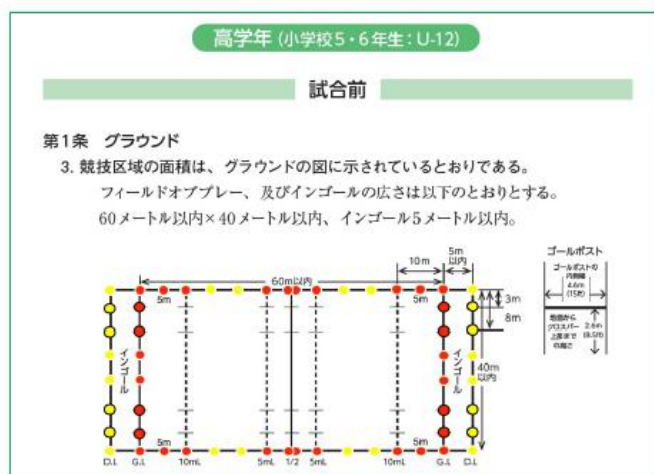 高学年 (小学校5・6年生:U-12)
試合前
第1条 グラウンド
3. 競技区域の面積は、グラウンドの図に示されているとおりである。
フィールドオブプレー、及びインゴールの広さは以下のとおりとする。
60メートル以内×40メートル以内、インゴール5メートル以内。
5m
以内
10m
60m以内
5m
5m
3m
8m
40m
以内
インゴール
インゴール
5m
5m
D.L
G.L
10mL
5mL
1/2
5mL
10mL
G.L
D.L
ゴールポスト
ゴールポストの
内側幅
4.6m
(15ft)
地面から
クロスバー
上部まで
の高さ
2.6m
(8.5ft)